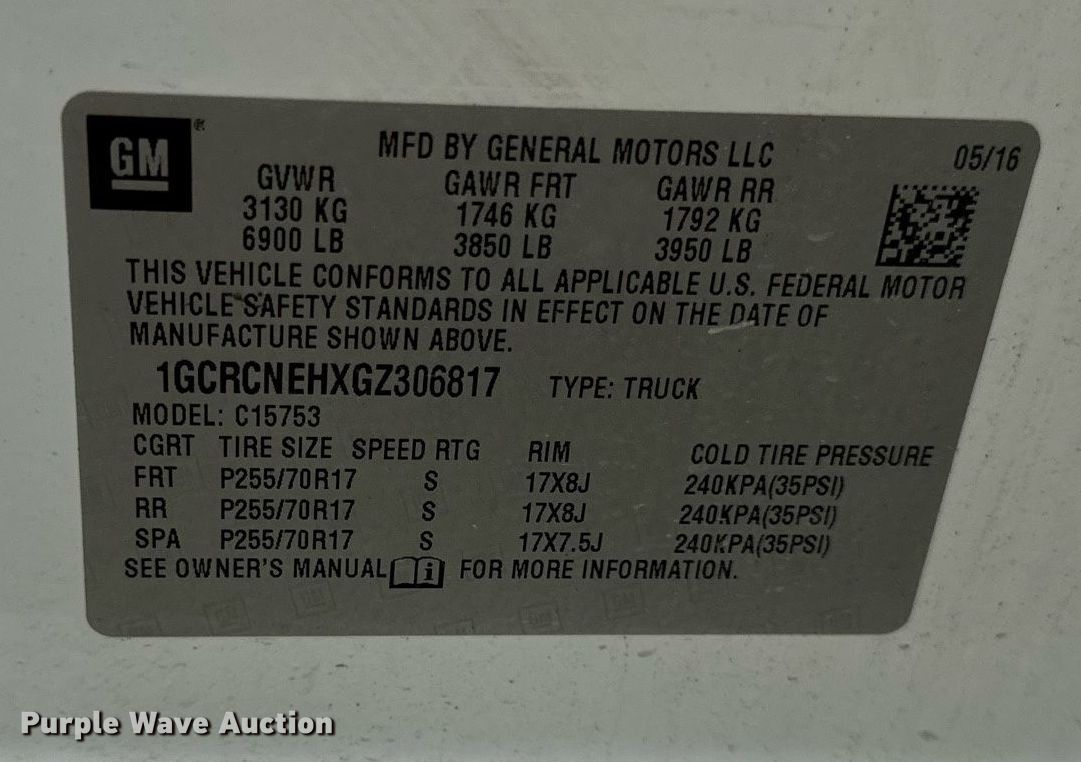 GM
MFD BY GENERAL MOTORS LLC 05/16
GVWR GAWR FRT GAWR RR
3130 KG 1746 KG 1792 KG
6900 LB 3850 LB 3950 LB
THIS VEHICLE CONFORMS TO ALL APPLICABLE U.S. FEDERAL MOTOR
VEHICLE SAFETY STANDARDS IN EFFECT ON THE DATE OF
MANUFACTURE SHOWN ABOVE.
1GCRCNEHXGZ306817 TYPE: TRUCK
MODEL: C15753
CGRT TIRE SIZE SPEED RTG RIM COLD TIRE PRESSURE
FRT P255/70R17 S 17X8J 240KPA(35PSI)
RR P255/70R17 S 17X8J 240KPA(35PSI)
SPA P255/70R17 S 17X7.5J 240KPA(35PSI)
SEE OWNER'S MANUAL i FOR MORE INFORMATION.
Purple Wave Auction